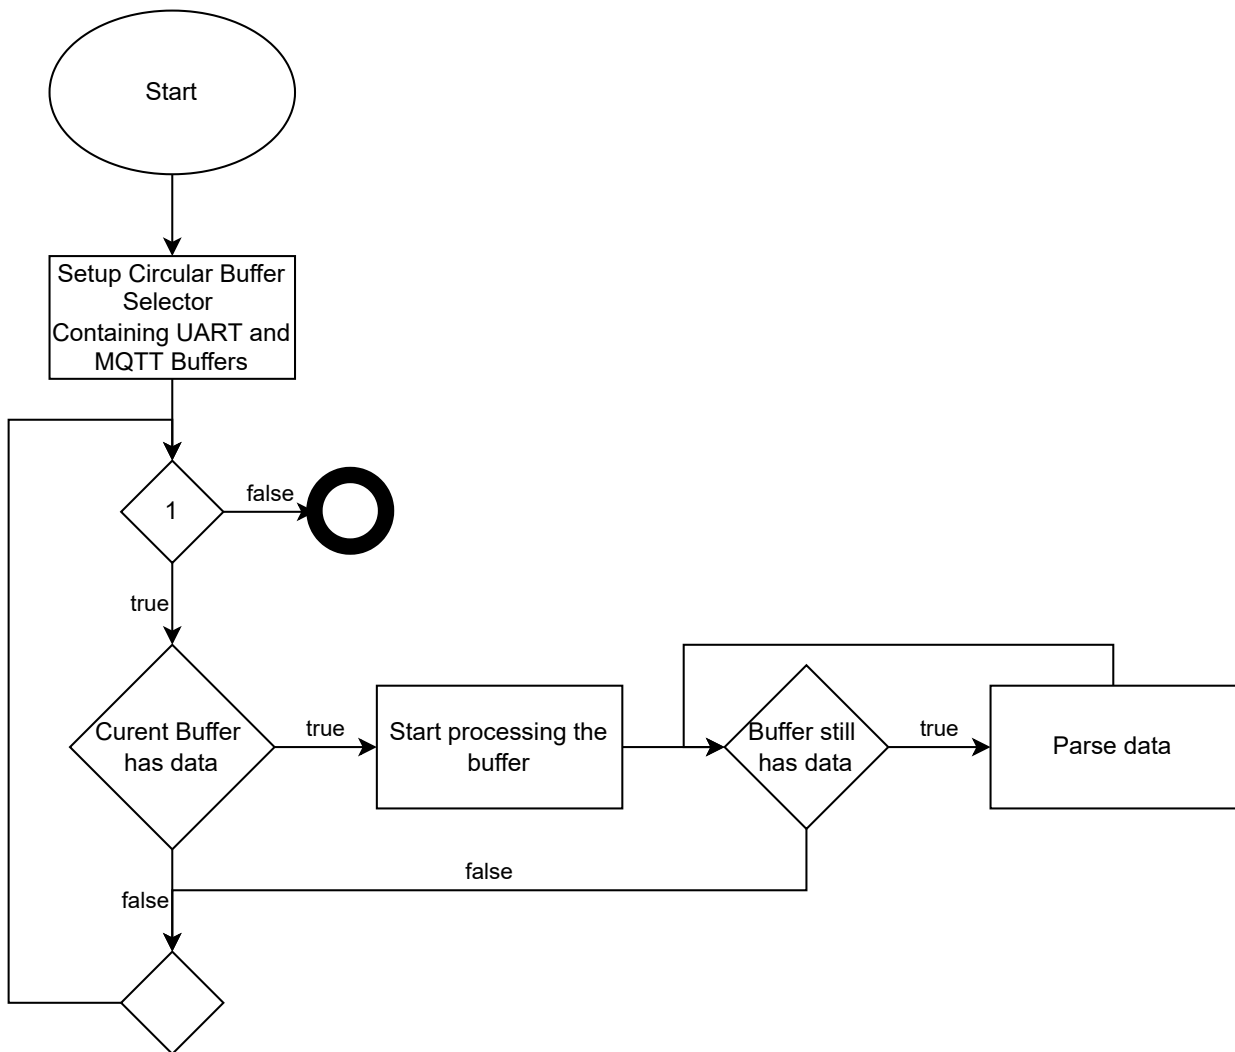 Start
Setup Circular Buffer
Selector
Containing UART and
MQTT Buffers
1
false
true
Curent Buffer
has data
true
Start processing the
buffer
Buffer still
has data
true
Parse data
false
false